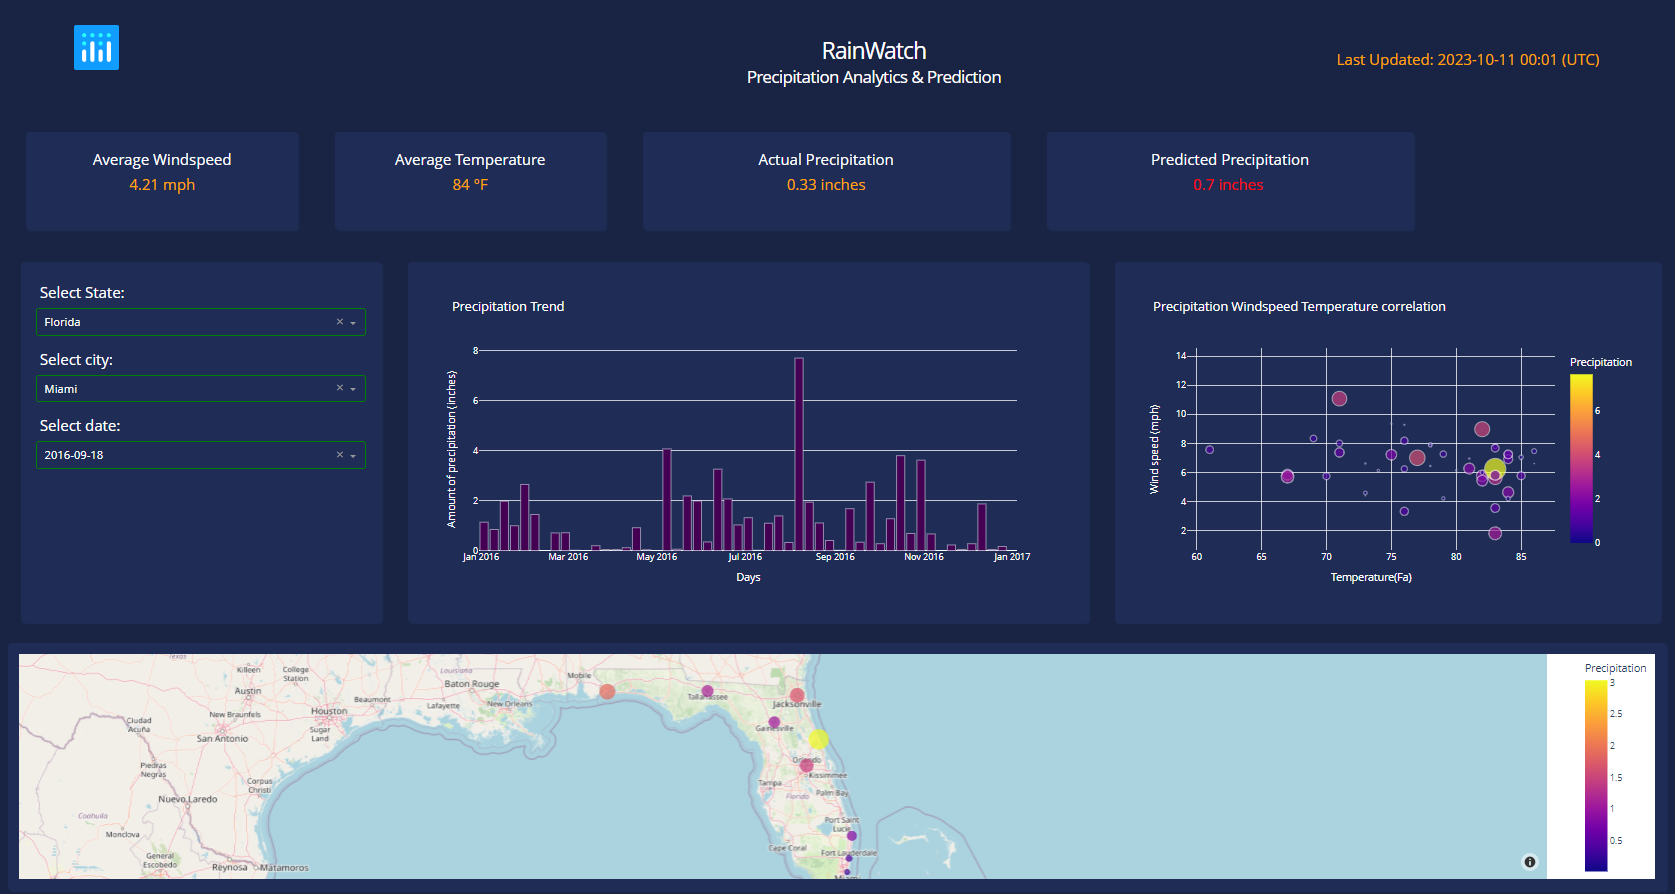 RainWatch
Precipitation Analytics & Prediction
Last Updated: 2023-10-11 00:01 (UTC)
Average Windspeed
4.21 mph
Average Temperature
84 °F
Actual Precipitation
0.33 inches
Predicted Precipitation
0.7 inches
Select State:
Florida
Select city:
Miami
Select date:
2016-09-18
Precipitation Trend
Amount of precipitation (inches)
8
6
4
2
0
Jan 2016
Mar 2016
May 2016
Jul 2016
Sep 2016
Nov 2016
Jan 2017
Days
Precipitation Windspeed Temperature correlation
Wind speed (mph)
14
12
10
8
6
4
2
60
65
70
75
80
85
Temperature(Fa)
Precipitation
6
4
2
0
Texas
Killeen
College
Station
Austin
New Braunfels
San Antonio
Ciudad
Acuña
Piedras
Negras
Nuevo Laredo
Coahuila
Monclova
General
Escobedo
Reynosa
Matamoros
Corpus
Christi
Houston
Sugar
Land
Beaumont
Lafayette
Louisiana
Baton Rouge
New Orleans
Mobile
Tallahassee
Jacksonville
Gainesville
Orlando
Kissimmee
Tampa
Florida
Palm Bay
Port Saint
Lucie
Cape Coral
Fort Lauderdale
Miami
Precipitation
3
2.5
2
1.5
1
0.5